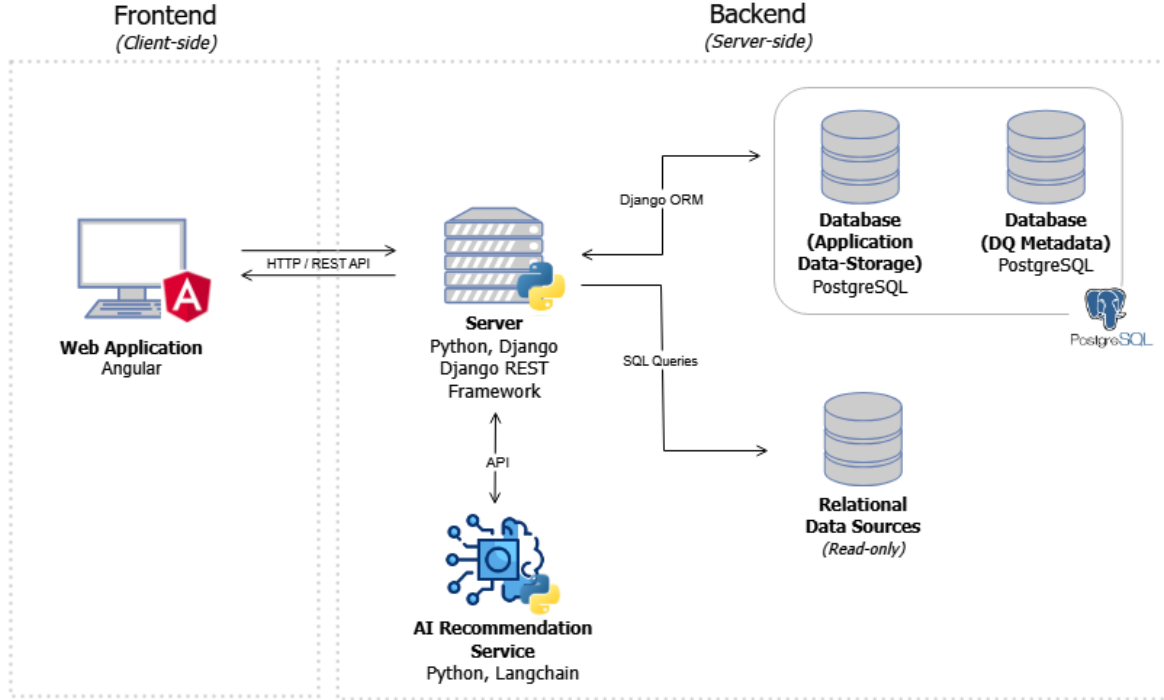 Frontend
(Client-side)
Backend
(Server-side)
Web Application
Angular
HTTP / REST API
A
Server
Python, Django
Django REST
Framework
API
AI Recommendation
Service
Python, Langchain
Django ORM
SQL Queries
Database
(Application
Data-Storage)
PostgreSQL
Database
(DQ Metadata)
PostgreSQL
PostgreSQL
Relational
Data Sources
(Read-only)